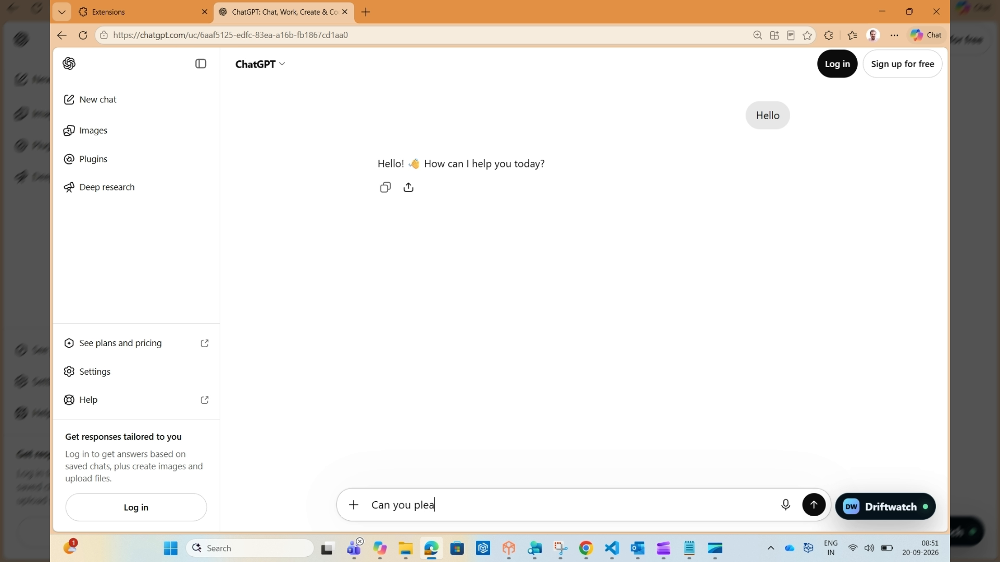 Extensions
ChatGPT: Chat, Work, Create & Co
https://chatgpt.com/uc/6aaf5125-edfc-83ea-a16b-fb1867cd1aa0
Chat
ChatGPT
Log in
Sign up for free
New chat
Images
Plugins
Deep research
Hello
Hello! 👋 How can I help you today?
See plans and pricing
Settings
Help
Get responses tailored to you
Log in to get answers based on
saved chats, plus create images and
upload files.
Log in
Can you plea
DW Driftwatch
1
Search
ENG
IN
08:51
20-09-2026